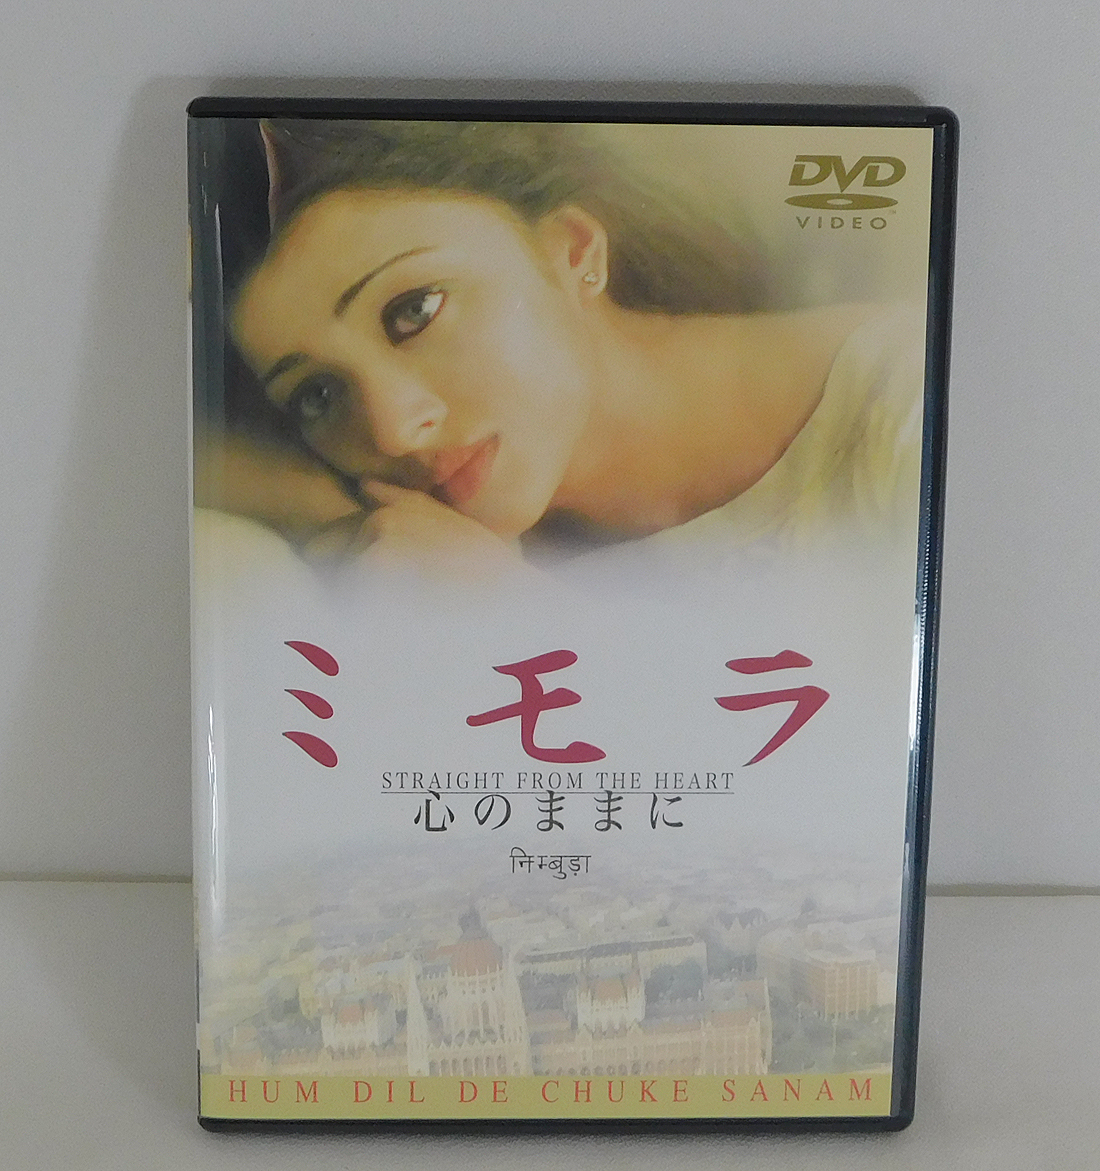 DVD
VIDEO
ミモラ
STRAIGHT FROM THE HEART
心のままに
निम्बुड़ा
HUM DIL DE CHUKE SANAM